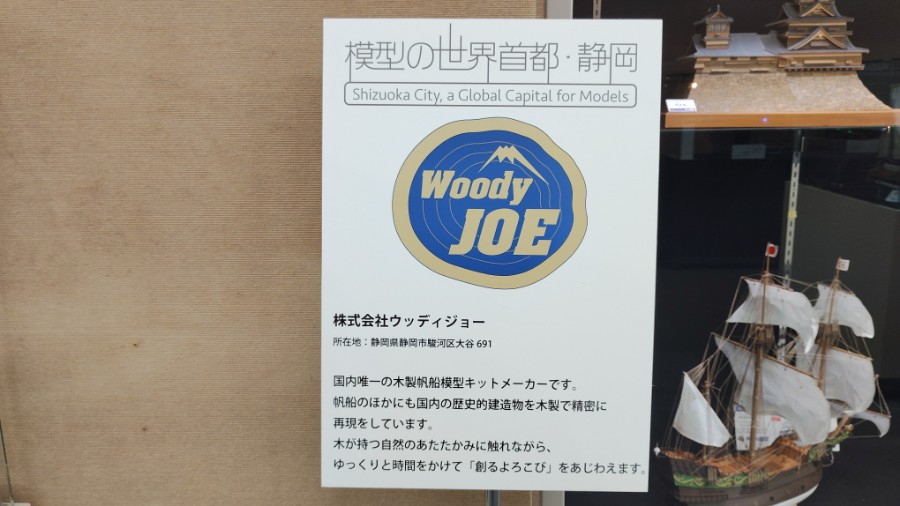 模型の世界首都・静岡
Shizuoka City, a Global Capital for Models
Woody
JOE
株式会社ウッディジョー
所在地：静岡県静岡市駿河区大谷 691
国内唯一の木製帆船模型キットメーカーです。
帆船のほかにも国内の歴史的建造物を木製で精密に
再現をしています。
木が持つ自然のあたたかみに触れながら、
ゆっくりと時間をかけて「創るよろこび」をあじわえます。